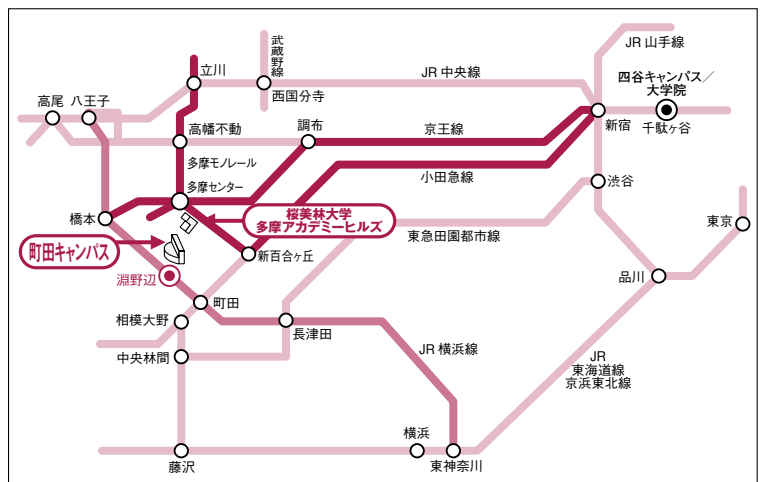 武蔵野線
JR 山手線
立川
JR 中央線
四谷キャンパス／
大学院
高尾
八王子
西国分寺
新宿
千駄ヶ谷
高幡不動
調布
京王線
多摩モノレール
小田急線
多摩センター
渋谷
橋本
桜美林大学
多摩アカデミーヒルズ
東京
町田キャンパス
東急田園都市線
新百合ヶ丘
淵野辺
品川
町田
相模大野
長津田
中央林間
JR 横浜線
JR
東海道線
京浜東北線
横浜
藤沢
東神奈川